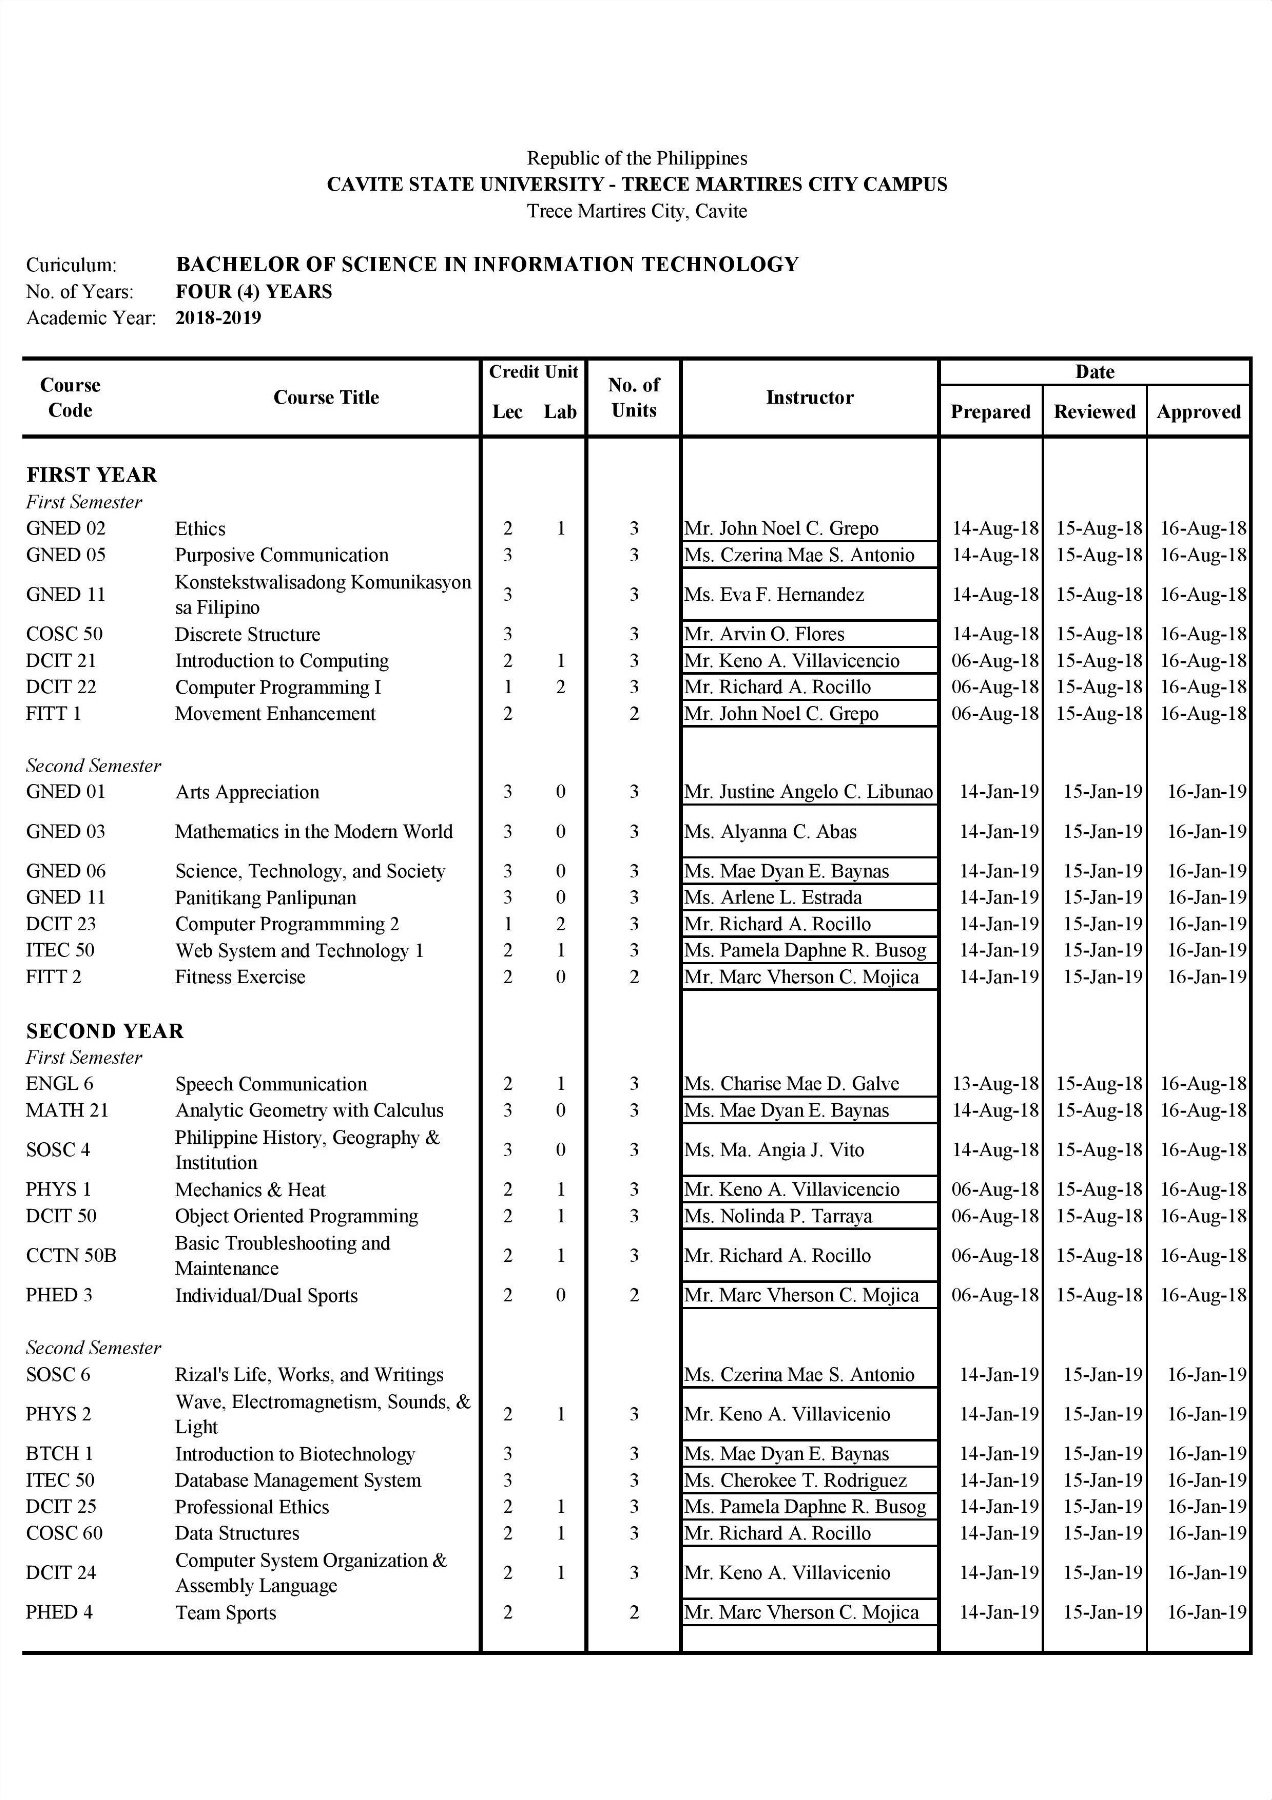 Republic of the Philippines
CAVITE STATE UNIVERSITY - TRECE MARTIRES CITY CAMPUS
Trece Martires City, Cavite
Curiculum: BACHELOR OF SCIENCE IN INFORMATION TECHNOLOGY
No. of Years: FOUR (4) YEARS
Academic Year: 2018-2019
Course Code Course Title Credit Unit Lec Lab No. of Units Instructor Date Prepared Reviewed Approved
FIRST YEAR
First Semester
GNED 02 Ethics 2 1 3 Mr. John Noel C. Grepo 14-Aug-18 15-Aug-18 16-Aug-18
GNED 05 Purposive Communication 3 3 Ms. Czerina Mae S. Antonio 14-Aug-18 15-Aug-18 16-Aug-18
GNED 11 Konstekstwalisadong Komunikasyon sa Filipino 3 3 Ms. Eva F. Hernandez 14-Aug-18 15-Aug-18 16-Aug-18
COSC 50 Discrete Structure 3 3 Mr. Arvin O. Flores 14-Aug-18 15-Aug-18 16-Aug-18
DCIT 21 Introduction to Computing 2 1 3 Mr. Keno A. Villavicencio 06-Aug-18 15-Aug-18 16-Aug-18
DCIT 22 Computer Programming I 1 2 3 Mr. Richard A. Rocillo 06-Aug-18 15-Aug-18 16-Aug-18
FITT 1 Movement Enhancement 2 2 Mr. John Noel C. Grepo 06-Aug-18 15-Aug-18 16-Aug-18
Second Semester
GNED 01 Arts Appreciation 3 0 3 Mr. Justine Angelo C. Libunao 14-Jan-19 15-Jan-19 16-Jan-19
GNED 03 Mathematics in the Modern World 3 0 3 Ms. Alyanna C. Abas 14-Jan-19 15-Jan-19 16-Jan-19
GNED 06 Science, Technology, and Society 3 0 3 Ms. Mae Dyan E. Baynas 14-Jan-19 15-Jan-19 16-Jan-19
GNED 11 Panitikang Panlipunan 3 0 3 Ms. Arlene L. Estrada 14-Jan-19 15-Jan-19 16-Jan-19
DCIT 23 Computer Programmming 2 1 2 3 Mr. Richard A. Rocillo 14-Jan-19 15-Jan-19 16-Jan-19
ITEC 50 Web System and Technology 1 2 1 3 Ms. Pamela Daphne R. Busog 14-Jan-19 15-Jan-19 16-Jan-19
FITT 2 Fitness Exercise 2 0 2 Mr. Marc Vherson C. Mojica 14-Jan-19 15-Jan-19 16-Jan-19
SECOND YEAR
First Semester
ENGL 6 Speech Communication 2 1 3 Ms. Charise Mae D. Galve 13-Aug-18 15-Aug-18 16-Aug-18
MATH 21 Analytic Geometry with Calculus 3 0 3 Ms. Mae Dyan E. Baynas 14-Aug-18 15-Aug-18 16-Aug-18
SOSC 4 Philippine History, Geography & Institution 3 0 3 Ms. Ma. Angia J. Vito 14-Aug-18 15-Aug-18 16-Aug-18
PHYS 1 Mechanics & Heat 2 1 3 Mr. Keno A. Villavicencio 06-Aug-18 15-Aug-18 16-Aug-18
DCIT 50 Object Oriented Programming 2 1 3 Ms. Nolinda P. Tarraya 06-Aug-18 15-Aug-18 16-Aug-18
CCTN 50B Basic Troubleshooting and Maintenance 2 1 3 Mr. Richard A. Rocillo 06-Aug-18 15-Aug-18 16-Aug-18
PHED 3 Individual/Dual Sports 2 0 2 Mr. Marc Vherson C. Mojica 06-Aug-18 15-Aug-18 16-Aug-18
Second Semester
SOSC 6 Rizal's Life, Works, and Writings Ms. Czerina Mae S. Antonio 14-Jan-19 15-Jan-19 16-Jan-19
PHYS 2 Wave, Electromagnetism, Sounds, & Light 2 1 3 Mr. Keno A. Villavicenio 14-Jan-19 15-Jan-19 16-Jan-19
BTCH 1 Introduction to Biotechnology 3 3 Ms. Mae Dyan E. Baynas 14-Jan-19 15-Jan-19 16-Jan-19
ITEC 50 Database Management System 3 3 Ms. Cherokee T. Rodriguez 14-Jan-19 15-Jan-19 16-Jan-19
DCIT 25 Professional Ethics 2 1 3 Ms. Pamela Daphne R. Busog 14-Jan-19 15-Jan-19 16-Jan-19
COSC 60 Data Structures 2 1 3 Mr. Richard A. Rocillo 14-Jan-19 15-Jan-19 16-Jan-19
DCIT 24 Computer System Organization & Assembly Language 2 1 3 Mr. Keno A. Villavicenio 14-Jan-19 15-Jan-19 16-Jan-19
PHED 4 Team Sports 2 2 Mr. Marc Vherson C. Mojica 14-Jan-19 15-Jan-19 16-Jan-19